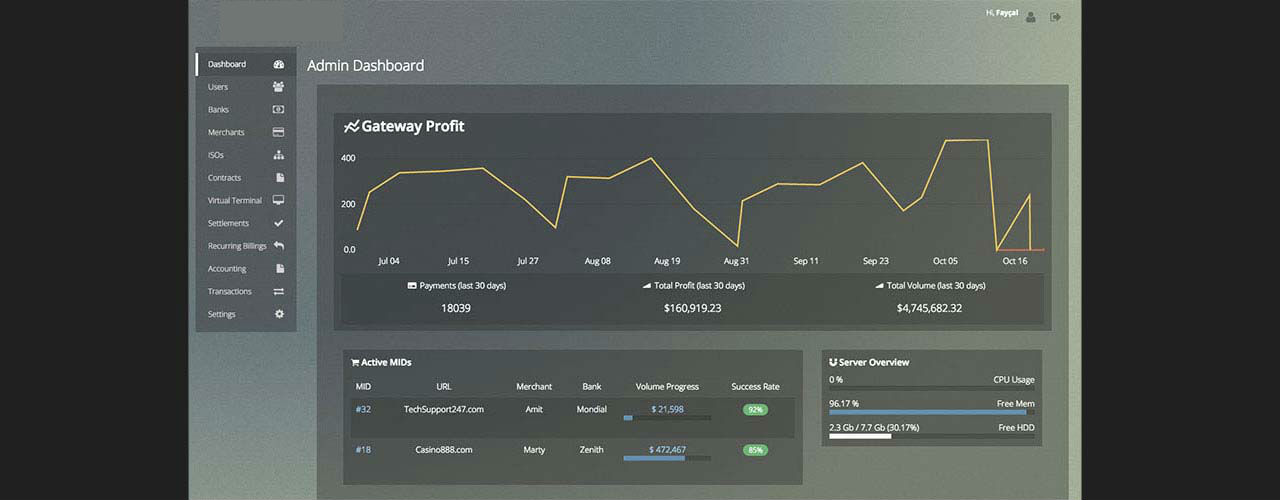 Hi, Fayçal
Dashboard
Users
Banks
Merchants
ISOs
Contracts
Virtual Terminal
Settlements
Recurring Billings
Accounting
Transactions
Settings
Admin Dashboard
Gateway Profit
400
200
0.0
Jul 04 Jul 15 Jul 27 Aug 08 Aug 19 Aug 31 Sep 11 Sep 23 Oct 05 Oct 16
Payments (last 30 days) Total Profit (last 30 days) Total Volume (last 30 days)
18039 $160,919.23 $4,745,682.32
Active MIDs
MID URL Merchant Bank Volume Progress Success Rate
#32 TechSupport247.com Amit Mondial $ 21,598 92%
#18 Casino888.com Marty Zenith $ 472,467 85%
Server Overview
0 % CPU Usage
96.17 % Free Mem
2.3 Gb / 7.7 Gb (30.17%) Free HDD